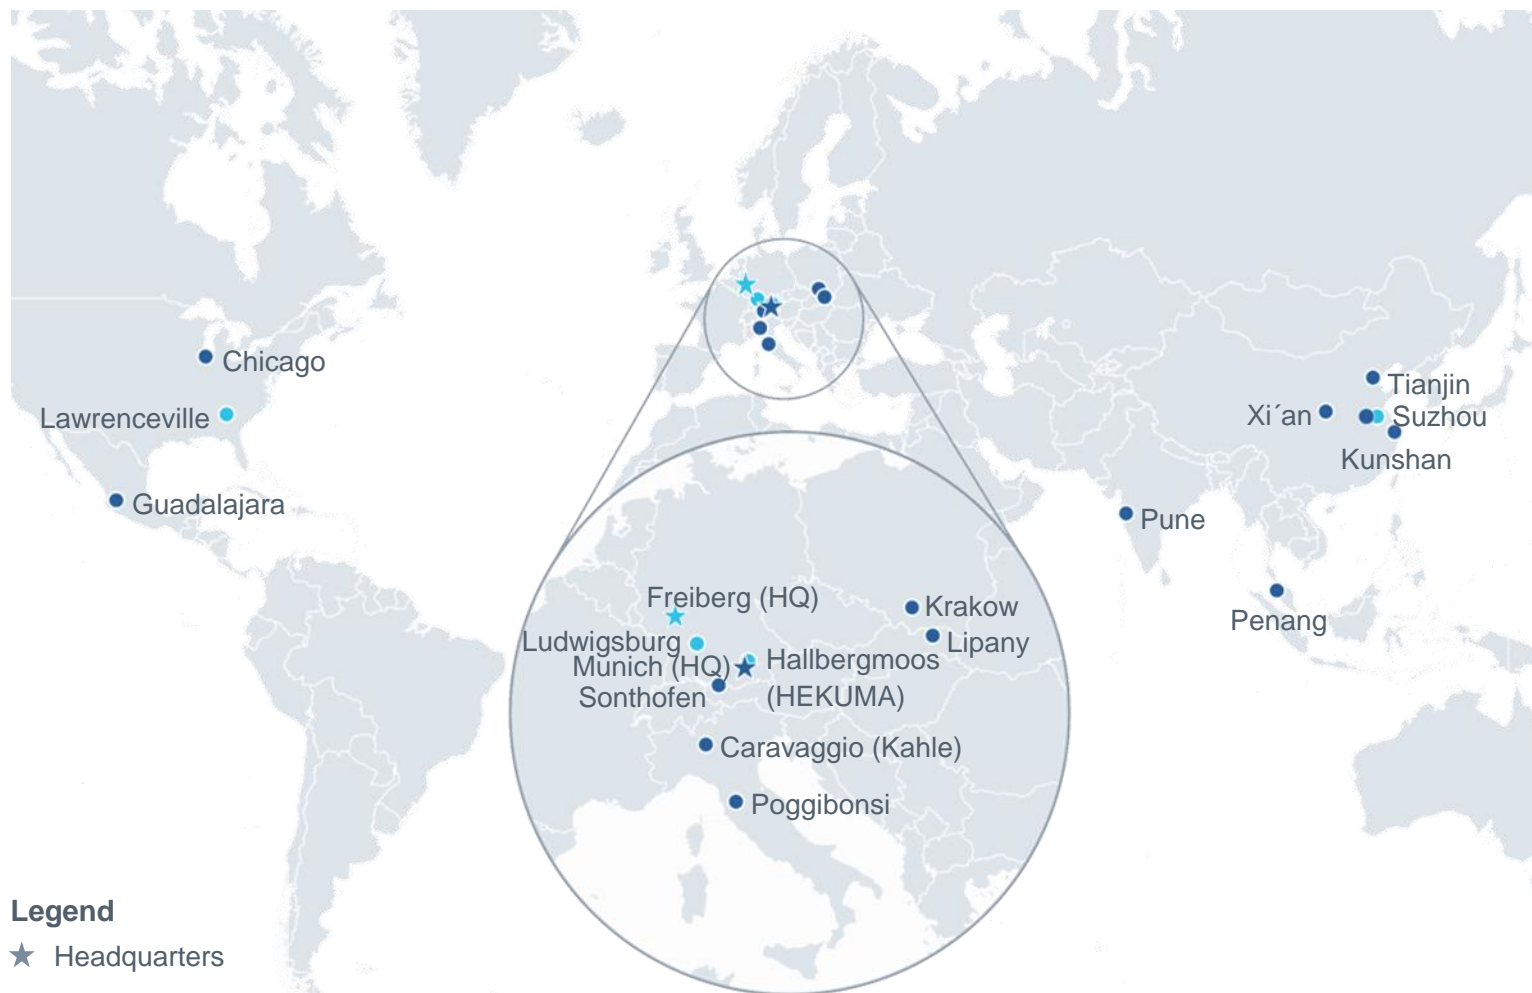 Chicago
Lawrenceville
Guadalajara
Tianjin
Xi´an
Suzhou
Kunshan
Pune
Penang
Freiberg (HQ)
Krakow
Ludwigsburg
Lipany
Munich (HQ)
Hallbergmoos
(HEKUMA)
Sonthofen
Caravaggio (Kahle)
Poggibonsi
Legend
Headquarters